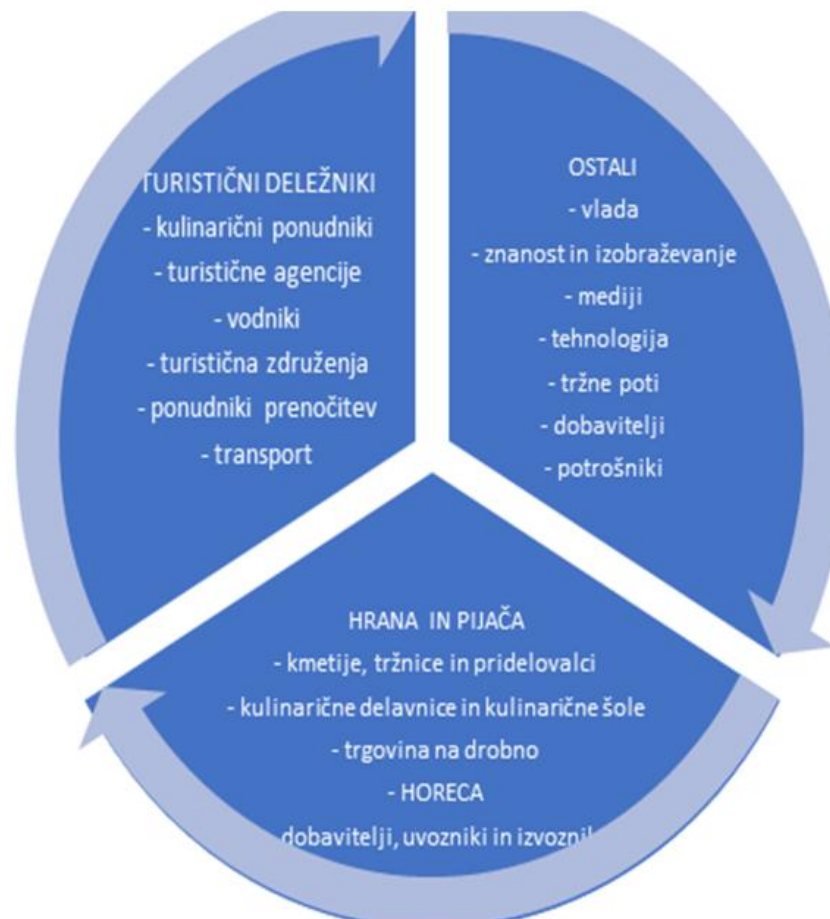 TURISTIČNI DELEŽNIKI
- kulinarični ponudniki
- turistične agencije
- vodniki
- turistična združenja
- ponudniki prenočitev
- transport
OSTALI
- vlada
- znanost in izobraževanje
- mediji
- tehnologija
- tržne poti
- dobavitelji
- potrošniki
HRANA IN PIJAČA
- kmetije, tržnice in pridelovalci
- kulinarične delavnice in kulinarične šole
- trgovina na drobno
- HORECA
dobavitelji, uvozniki in